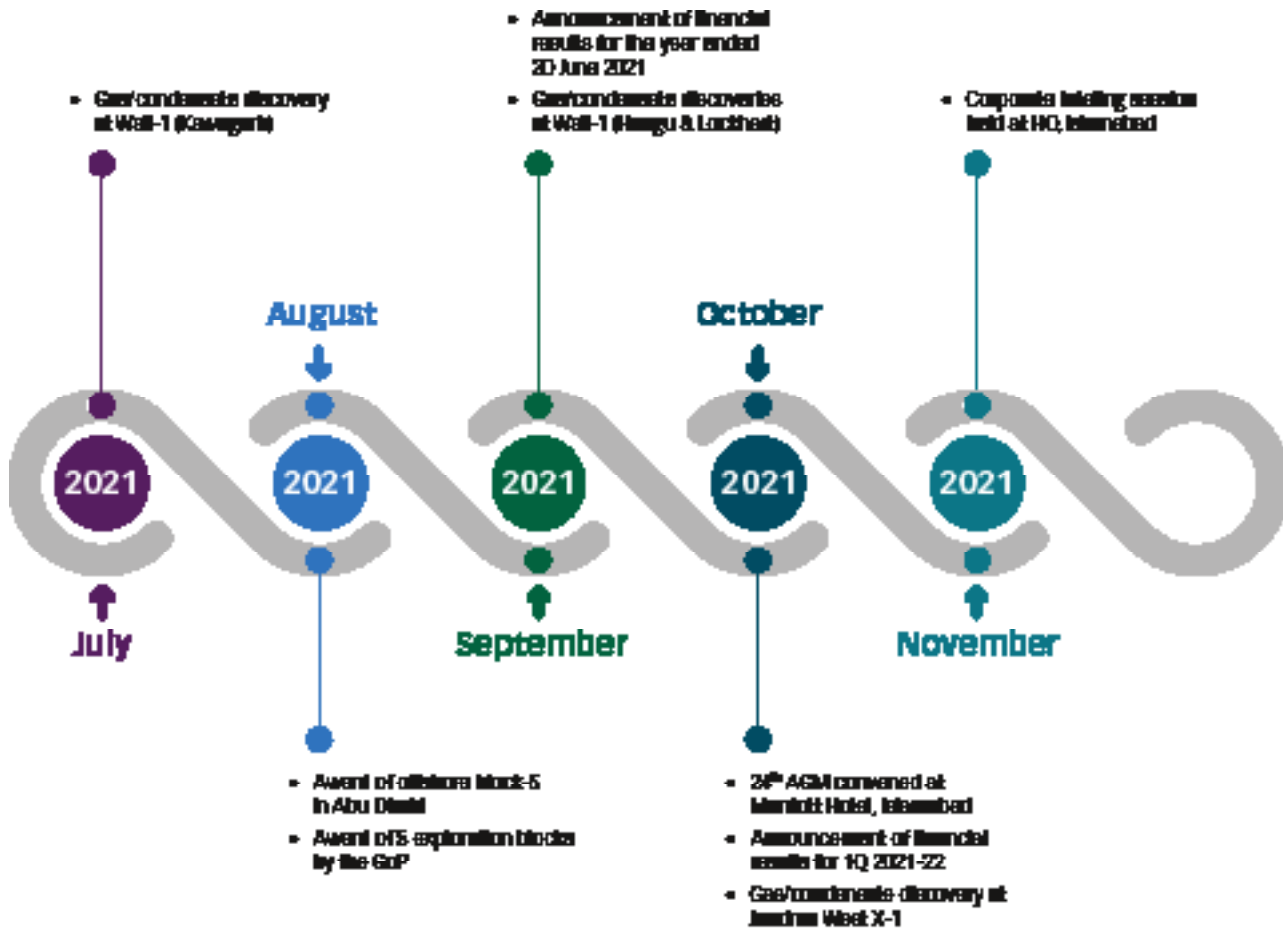 • Gas/condensate discovery
at Wali-1 (Kawagarh)
• Announcement of financial
results for the year ended
30 June 2021
• Gas/condensate discoveries
at Wali-1 (Hangu & Lockhart)
• Corporate briefing session
held at HO, Islamabad
August
October
2021
2021
2021
2021
2021
July
September
November
• Award of offshore block-5
in Abu Dhabi
• Award of 5 exploration blocks
by the GoP
• 24th AGM convened at
Marriott Hotel, Islamabad
• Announcement of financial
results for 1Q 2021-22
• Gas/condensate discovery at
West X-1